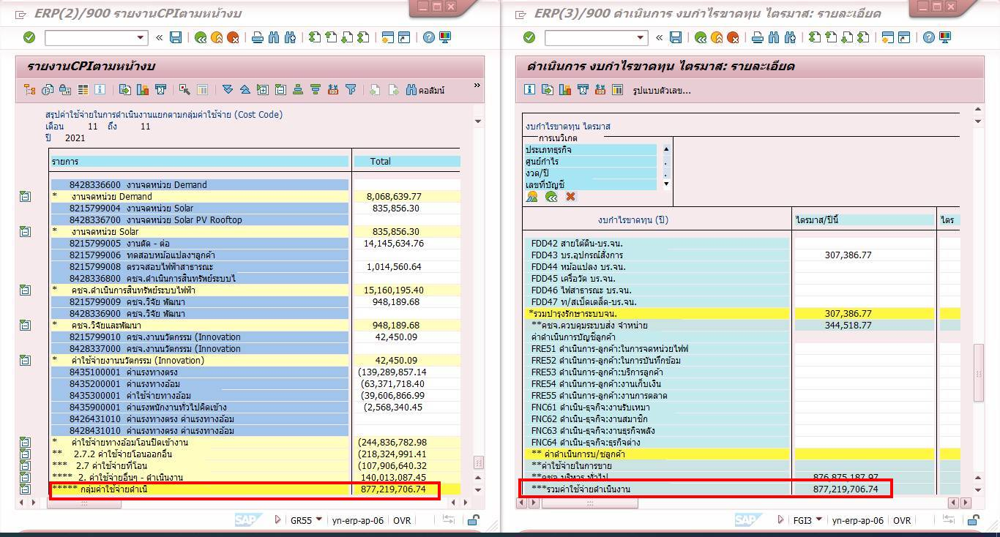 ERP(2)/900 รายงานCPIตามหน้างบ
รายงานCPIตามหน้างบ
คอลัมน์
»
สรุปค่าใช้จ่ายในการดำเนินงานแยกตามกลุ่มค่าใช้จ่าย (Cost Code)
เดือน 11 ถึง 11
ปี 2021
รายการ Total
8428336600 งานจดหน่วย Demand
* งานจดหน่วย Demand 8,068,639.77
8215799004 งานจดหน่วย Solar 835,856.30
8428336700 งานจดหน่วย Solar PV Rooftop
* งานจดหน่วย Solar 835,856.30
8215799005 งานตัด - ต่อ 14,145,634.76
8215799006 ทดสอบหม้อแปลงฯลูกค้า
8215799008 ตรวจสอบไฟฟ้าสาธารณะ 1,014,560.64
8428336800 คชจ.ดำเนินการสินทรัพย์ระบบไ
* คชจ.ดำเนินการสินทรัพย์ระบบไฟฟ้า 15,160,195.40
8215799009 คชจ.วิจัย พัฒนา 948,189.68
8428336900 คชจ.วิจัย พัฒนา
* คชจ.วิจัยและพัฒนา 948,189.68
8215799010 คชจ.งานนวัตกรรม (Innovation 42,450.09
8428337000 คชจ.งานนวัตกรรม (Innovation
* ค่าใช้จ่ายงานนวัตกรรม (Innovation) 42,450.09
8435100001 ค่าแรงทางตรง (139,289,857.14
8435200001 ค่าแรงทางอ้อม (63,371,718.40
8435300001 ค่าใช้จ่ายทางอ้อม (39,606,866.99
8435900001 ค่าแรงพนักงานทั่วไปคิดเข้าง (2,568,340.45
8426431010 ค่าแรงทางตรง ค่าแรงทางอ้อม
8428431010 ค่าแรงทางตรง ค่าแรงทางอ้อม
* ค่าใช้จ่ายทางอ้อมโอนปิดเข้างาน (244,836,782.98
** 2.7.2 ค่าใช้จ่ายโอนออกอื่น (218,324,991.41
*** 2.7 ค่าใช้จ่ายที่โอน (107,906,640.32
**** 2. ค่าใช้จ่ายอื่นๆ - ดำเนินงาน 140,013,087.45
***** กลุ่มค่าใช้จ่ายดำเนิ 877,219,706.74
SAP GR55 yn-erp-ap-06 OVR
ERP(3)/900 ดำเนินการ งบกำไรขาดทุน ไตรมาส: รายละเอียด
ดำเนินการ งบกำไรขาดทุน ไตรมาส: รายละเอียด
รูปแบบตัวเลข...
งบกำไรขาดทุน ไตรมาส
การเนวิเกต
ประเภทธุรกิจ
ศูนย์กำไร
งวด/ปี
เลขที่บัญชี
งบกำไรขาดทุน (ปี) ไตรมาส/ปีนี้ ไตร
FDD42 สายใต้ดิน-บร.จน.
FDD43 บร.อุปกรณ์สั่งการ 307,386.77
FDD44 หม้อแปลง บร.จน.
FDD45 เครื่อวัด บร.จน.
FDD46 ไฟสาธารณะ บร.จน.
FDD47 ท/สเบ็ดเตล็ด-บร.จน.
*รวมบำรุงรักษาระบบจน. 307,386.77
**คชจ.ควบคุมระบบส่ง จำหน่าย 344,518.77
ค่าดำเนินการบัญชีลูกค้า
FRE51 ดำเนินการ-ลูกค้า:ในการจดหน่วยไฟฟ
FRE52 ดำเนินการ-ลูกค้า:ในการบันทึกข้อม
FRE53 ดำเนินการ-ลูกค้า:บริการลูกค้า
FRE54 ดำเนินการ-ลูกค้า:งานเก็บเงิน
FRE55 ดำเนินการ-ลูกค้า:งานการตลาด
FNC61 ดำเนิน-ธุจกิจ:งานรับเหมา
FNC62 ดำเนิน-ธุจกิจ:งานสมาชิก
FNC63 ดำเนิน-ธุจกิจ:งานธุรกิจพลัง
FNC64 ดำเนิน-ธุจกิจ:ธุรกิจต่าง
** ค่าดำเนินการบ/ชลูกค้า
**ค่าใช้จ่ายในการขาย
**คชจ.บริหาร ทั่วไป 876,875,187.97
***รวมค่าใช้จ่ายดำเนินงาน 877,219,706.74
SAP FGI3 yn-erp-ap-06 OVR